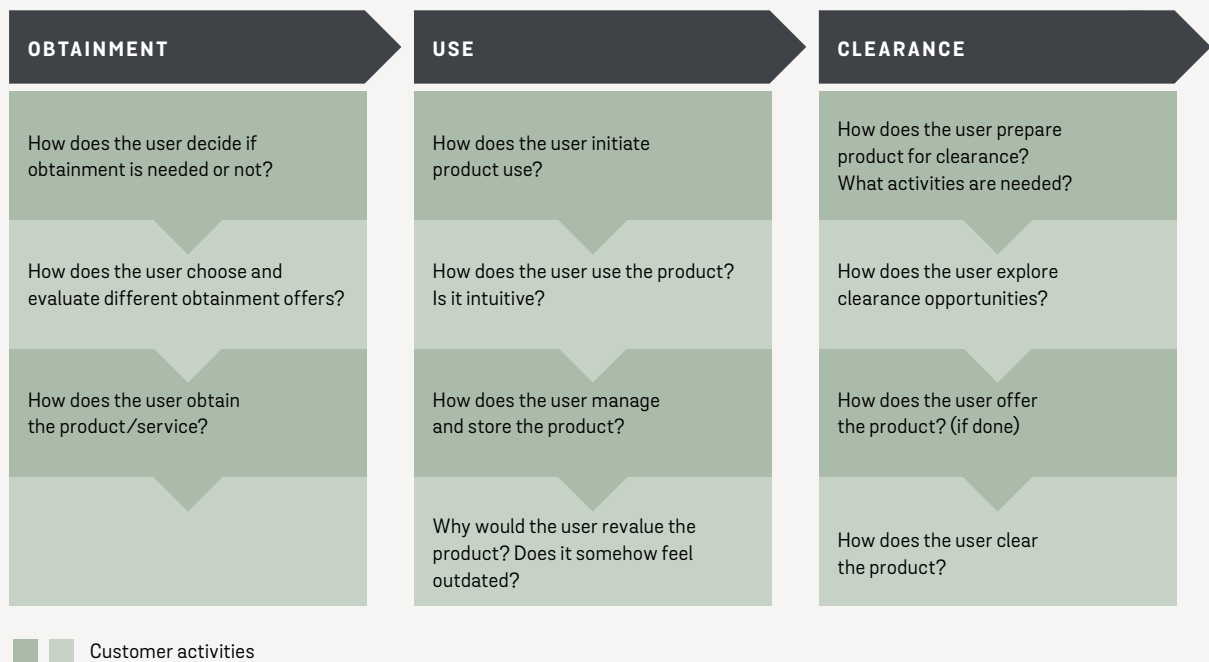 OBTAINMENT
How does the user decide if
obtainment is needed or not?
How does the user choose and
evaluate different obtainment offers?
How does the user obtain
the product/service?
USE
How does the user initiate
product use?
How does the user use the product?
Is it intuitive?
How does the user manage
and store the product?
Why would the user revalue the
product? Does it somehow feel
outdated?
CLEARANCE
How does the user prepare
product for clearance?
What activities are needed?
How does the user explore
clearance opportunities?
How does the user offer
the product? (if done)
How does the user clear
the product?
Customer activities